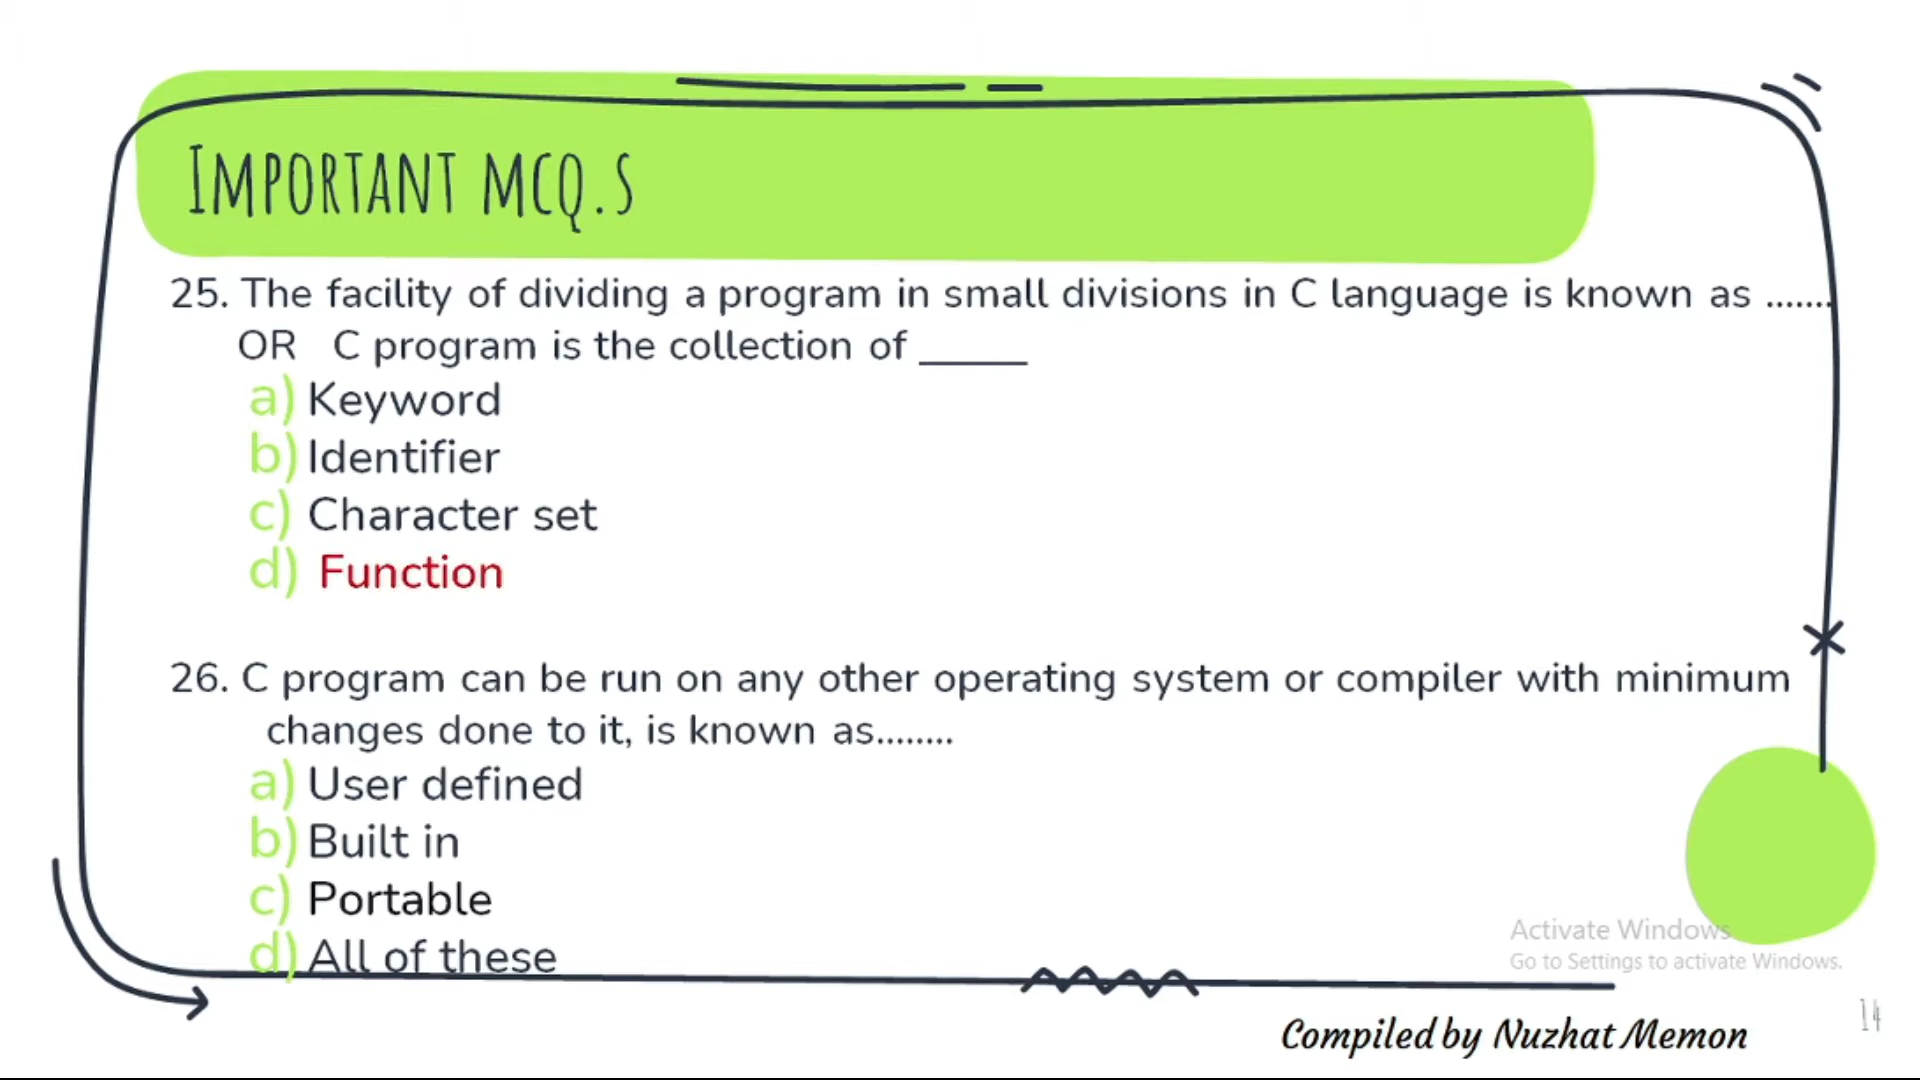 IMPORTANT MCQ.S
25. The facility of dividing a program in small divisions in C language is known as .......
OR C program is the collection of ______
a) Keyword
b) Identifier
c) Character set
d) Function
26. C program can be run on any other operating system or compiler with minimum
changes done to it, is known as........
a) User defined
b) Built in
c) Portable
d) All of these
Activate Windows
Go to Settings to activate Windows.
14
Compiled by Nuzhat Memon